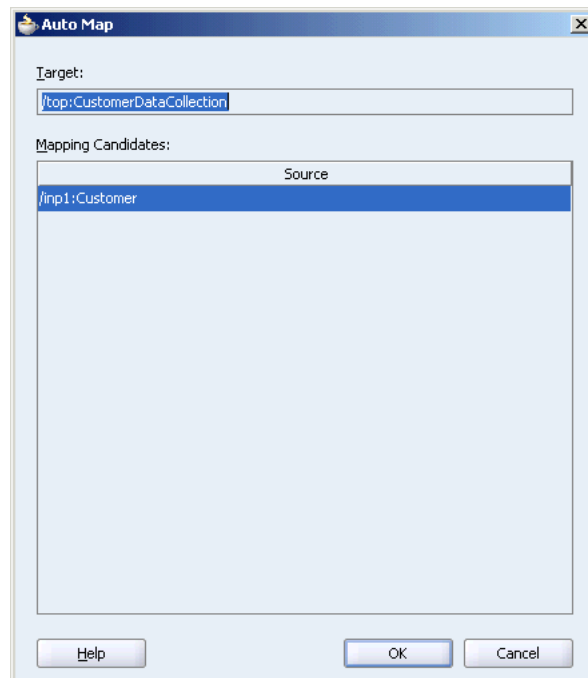 Auto Map
Target:
/top:CustomerDataCollection
Mapping Candidates:
Source
/inp1:Customer
Help
OK
Cancel